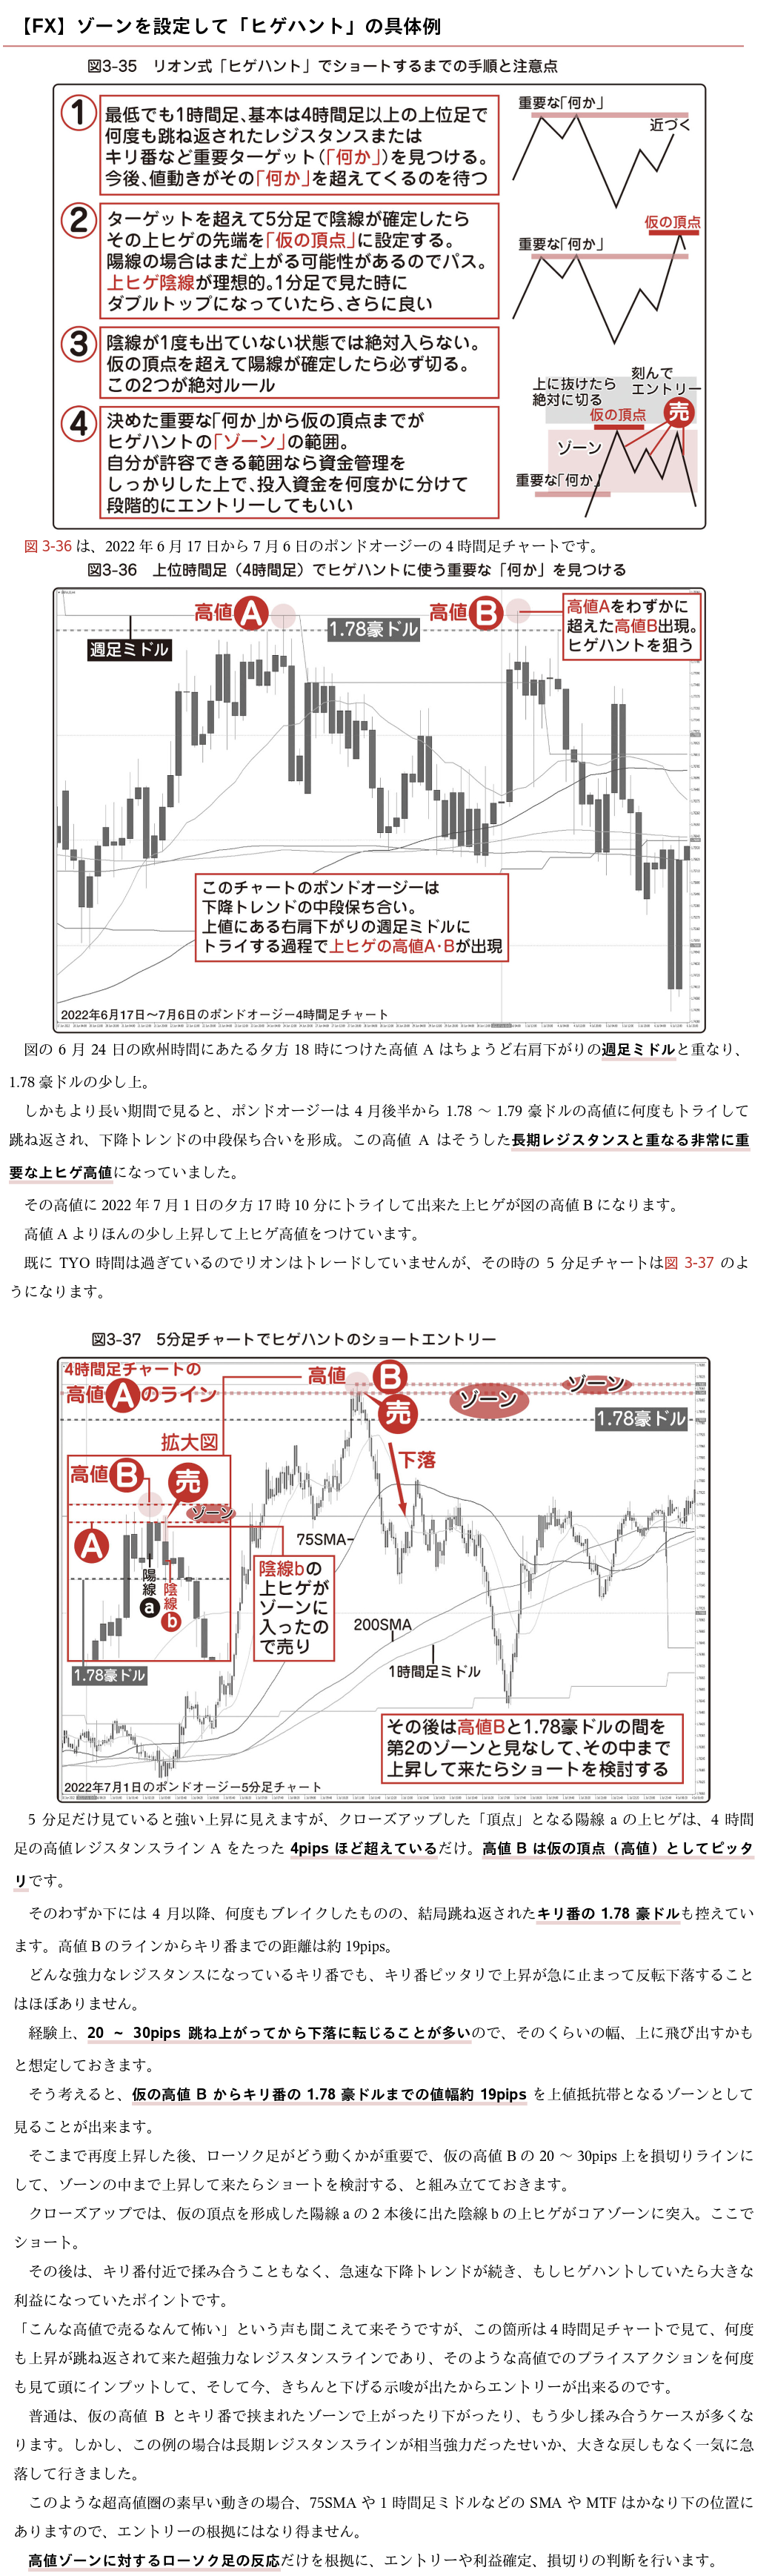 【FX】ゾーンを設定して「ヒゲハント」の具体例
図3-35　リオン式「ヒゲハント」でショートするまでの手順と注意点
①
最低でも1時間足、基本は4時間足以上の上位足で
何度も跳ね返されたレジスタンスまたは
キリ番など重要ターゲット(「何か」)を見つける。
今後、値動きがその「何か」を超えてくるのを待つ
重要な「何か」
近づく
②
ターゲットを超えて5分足で陰線が確定したら
その上ヒゲの先端を「仮の頂点」に設定する。
陽線の場合はまだ上がる可能性があるのでパス。
上ヒゲ陰線が理想的。1分足で見た時に
ダブルトップになっていたら、さらに良い
仮の頂点
重要な「何か」
③
陰線が1度も出ていない状態では絶対入らない。
仮の頂点を超えて陽線が確定したら必ず切る。
この2つが絶対ルール
④
決めた重要な「何か」から仮の頂点までが
ヒゲハントの「ゾーン」の範囲。
自分が許容できる範囲なら資金管理を
しっかりした上で、投入資金を何度かに分けて
段階的にエントリーしてもいい
上に抜けたら
絶対に切る
刻んで
エントリー
仮の頂点
売
ゾーン
重要な「何か」
図 3-36 は、2022 年 6 月 17 日から 7 月 6 日のポンドオージーの 4 時間足チャートです。
図3-36　上位時間足（4時間足）でヒゲハントに使う重要な「何か」を見つける
高値A
高値B
高値Aをわずかに
超えた高値B出現。
ヒゲハントを狙う
週足ミドル
1.78豪ドル
このチャートのポンドオージーは
下降トレンドの中段保ち合い。
上値にある右肩下がりの週足ミドルに
トライする過程で上ヒゲの高値A・Bが出現
2022年6月17日〜7月6日のポンドオージー4時間足チャート
図の 6 月 24 日の欧州時間にあたる夕方 18 時につけた高値 A はちょうど右肩下がりの週足ミドルと重なり、
1.78 豪ドルの少し上。
しかもより長い期間で見ると、ポンドオージーは 4 月後半から 1.78 ～ 1.79 豪ドルの高値に何度もトライして
跳ね返され、下降トレンドの中段保ち合いを形成。この高値 A はそうした長期レジスタンスと重なる非常に重
要な上ヒゲ高値になっていました。
その高値に 2022 年 7 月 1 日の夕方 17 時 10 分にトライして出来た上ヒゲが図の高値 B になります。
高値 A よりほんの少し上昇して上ヒゲ高値をつけています。
既に TYO 時間は過ぎているのでリオンはトレードしていませんが、その時の 5 分足チャートは図 3-37 のよ
うになります。
図3-37　5分足チャートでヒゲハントのショートエントリー
4時間足チャートの
高値Aのライン
高値B
売
ゾーン
ゾーン
1.78豪ドル
拡大図
下落
高値B
売
ゾーン
A
陽線a
陰線b
1.78豪ドル
75SMA
陰線bの
上ヒゲが
ゾーンに
入ったの
で売り
200SMA
1時間足ミドル
その後は高値Bと1.78豪ドルの間を
第2のゾーンと見なして、その中まで
上昇して来たらショートを検討する
2022年7月1日のポンドオージー5分足チャート
5 分足だけ見ていると強い上昇に見えますが、クローズアップした「頂点」となる陽線 a の上ヒゲは、4 時間
足の高値レジスタンスライン A をたった 4pips ほど超えているだけ。高値 B は仮の頂点（高値）としてピッタ
リです。
そのわずか下には 4 月以降、何度もブレイクしたものの、結局跳ね返されたキリ番の 1.78 豪ドルも控えてい
ます。高値 B のラインからキリ番までの距離は約 19pips。
どんな強力なレジスタンスになっているキリ番でも、キリ番ピッタリで上昇が急に止まって反転下落すること
はほぼありません。
経験上、20 ～ 30pips 跳ね上がってから下落に転じることが多いので、そのくらいの幅、上に飛び出すかも
と想定しておきます。
そう考えると、仮の高値 B からキリ番の 1.78 豪ドルまでの値幅約 19pips を上値抵抗帯となるゾーンとして
見ることが出来ます。
そこまで再度上昇した後、ローソク足がどう動くかが重要で、仮の高値 B の 20 ～ 30pips 上を損切りラインに
して、ゾーンの中まで上昇して来たらショートを検討する、と組み立てておきます。
クローズアップでは、仮の頂点を形成した陽線 a の 2 本後に出た陰線 b の上ヒゲがコアゾーンに突入。ここで
ショート。
その後は、キリ番付近で揉み合うこともなく、急速な下降トレンドが続き、もしヒゲハントしていたら大きな
利益になっていたポイントです。
「こんな高値で売るなんて怖い」という声も聞こえて来そうですが、この箇所は 4 時間足チャートで見て、何度
も上昇が跳ね返されて来た超強力なレジスタンスラインであり、そのような高値でのプライスアクションを何度
も見て頭にインプットして、そして今、きちんと下げる示唆が出たからエントリーが出来るのです。
普通は、仮の高値 B とキリ番で挟まれたゾーンで上がったり下がったり、もう少し揉み合うケースが多くな
ります。しかし、この例の場合は長期レジスタンスラインが相当強力だったせいか、大きな戻しもなく一気に急
落して行きました。
このような超高値圏の素早い動きの場合、75SMA や 1 時間足ミドルなどの SMA や MTF はかなり下の位置に
ありますので、エントリーの根拠にはなり得ません。
高値ゾーンに対するローソク足の反応だけを根拠に、エントリーや利益確定、損切りの判断を行います。